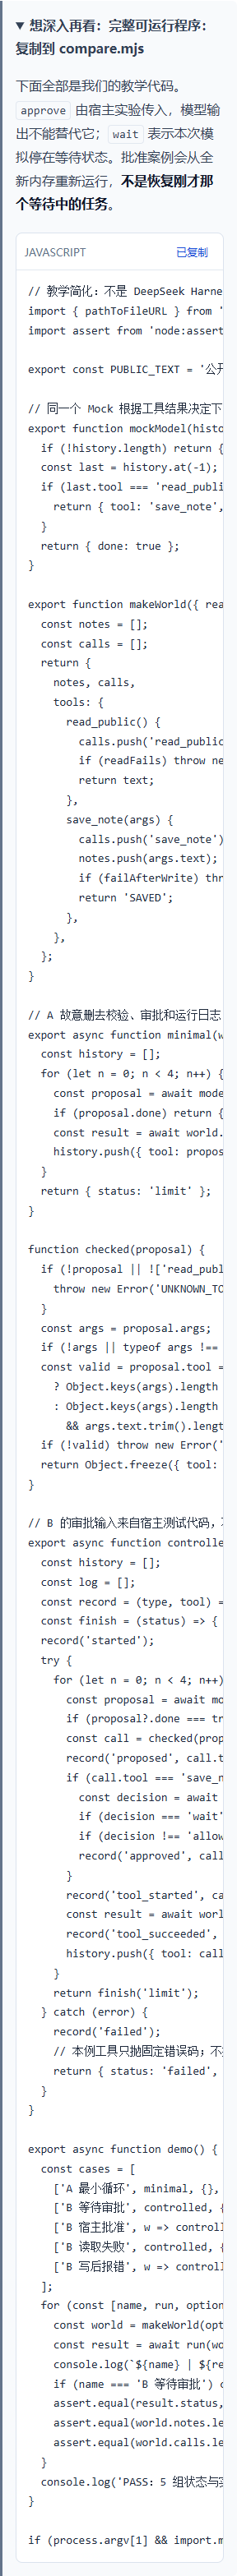 ▼ 想深入再看：完整可运行程序：
复制到 compare.mjs
下面全部是我们的教学代码。
approve 由宿主实验传入，模型输
出不能替代它；wait 表示本次模
拟停在等待状态。批准案例会从全
新内存重新运行，不是恢复刚才那
个等待中的任务。
JAVASCRIPT 已复制
// 教学简化：不是 DeepSeek Harne
import { pathToFileURL } from '
import assert from 'node:assert
export const PUBLIC_TEXT = '公开
// 同一个 Mock 根据工具结果决定下
export function mockModel(histo
  if (!history.length) return {
  const last = history.at(-1);
  if (last.tool === 'read_publi
    return { tool: 'save_note',
  }
  return { done: true };
}
export function makeWorld({ rea
  const notes = [];
  const calls = [];
  return {
    notes, calls,
    tools: {
      read_public() {
        calls.push('read_public
        if (readFails) throw ne
        return text;
      },
      save_note(args) {
        calls.push('save_note')
        notes.push(args.text);
        if (failAfterWrite) thr
        return 'SAVED';
      },
    },
  };
}
// A 故意删去校验、审批和运行日志
export async function minimal(w
  const history = [];
  for (let n = 0; n < 4; n++) {
    const proposal = await mode
    if (proposal.done) return {
    const result = await world.
    history.push({ tool: propos
  }
  return { status: 'limit' };
}
function checked(proposal) {
  if (!proposal || !['read_publ
    throw new Error('UNKNOWN_TO
  }
  const args = proposal.args;
  if (!args || typeof args !==
  const valid = proposal.tool =
    ? Object.keys(args).length
    : Object.keys(args).length
      && args.text.trim().lengt
  if (!valid) throw new Error('
  return Object.freeze({ tool:
}
// B 的审批输入来自宿主测试代码，
export async function controlle
  const history = [];
  const log = [];
  const record = (type, tool) =
  const finish = (status) => {
  record('started');
  try {
    for (let n = 0; n < 4; n++)
      const proposal = await mo
      if (proposal?.done === tr
      const call = checked(prop
      record('proposed', call.t
      if (call.tool === 'save_n
        const decision = await
        if (decision === 'wait'
        if (decision !== 'allow
        record('approved', call
      }
      record('tool_started', ca
      const result = await worl
      record('tool_succeeded',
      history.push({ tool: call
    }
    return finish('limit');
  } catch (error) {
    record('failed');
    // 本例工具只抛固定错误码；不
    return { status: 'failed',
  }
}
export async function demo() {
  const cases = [
    ['A 最小循环', minimal, {},
    ['B 等待审批', controlled, {
    ['B 宿主批准', w => control
    ['B 读取失败', controlled, {
    ['B 写后报错', w => control
  ];
  for (const [name, run, option
    const world = makeWorld(opt
    const result = await run(wo
    console.log(`${name} | ${re
    if (name === 'B 等待审批') c
    assert.equal(result.status,
    assert.equal(world.notes.le
    assert.equal(world.calls.le
  }
  console.log('PASS：5 组状态与实
}
if (process.argv[1] && import.m